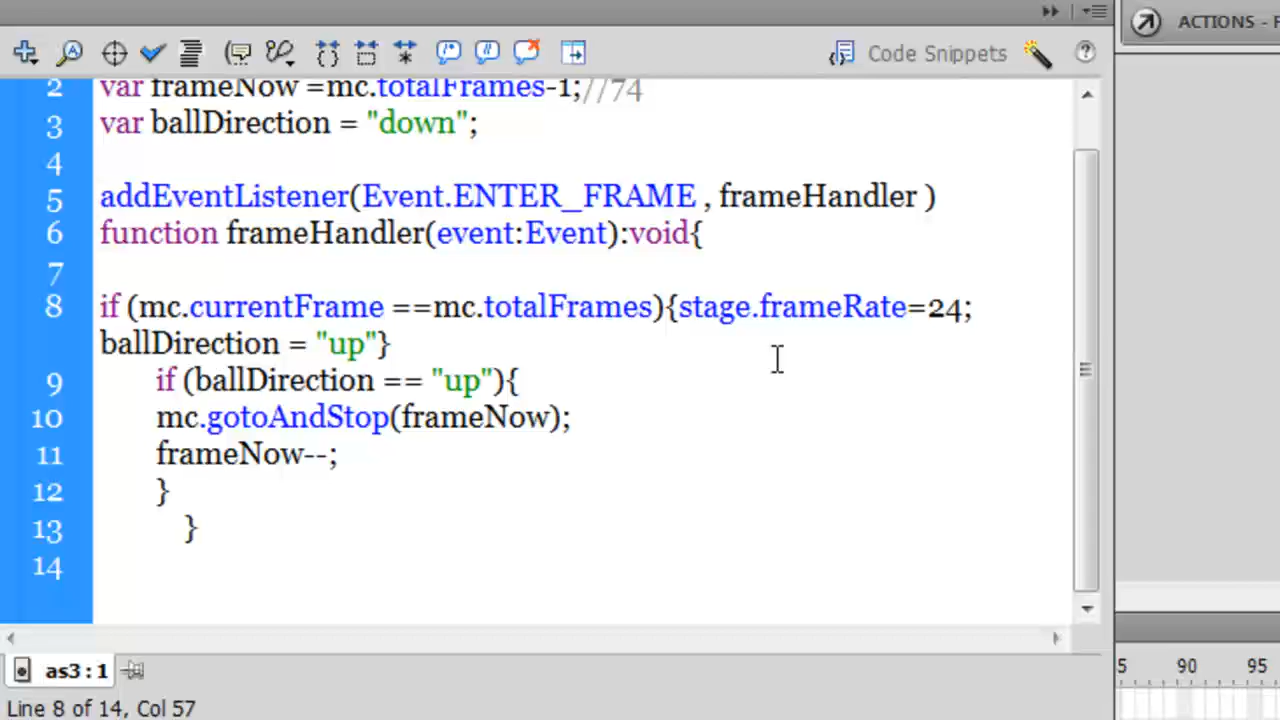 ACTIONS - F
Code Snippets
2 var frameNow =mc.totalFrames-1;//74
3 var ballDirection = "down";
4
5 addEventListener(Event.ENTER_FRAME , frameHandler )
6 function frameHandler(event:Event):void{
7
8 if (mc.currentFrame ==mc.totalFrames){stage.frameRate=24;
ballDirection = "up"}
9 if (ballDirection == "up"){
10 mc.gotoAndStop(frameNow);
11 frameNow--;
12 }
13 }
14
as3:1
5 90 95
Line 8 of 14, Col 57